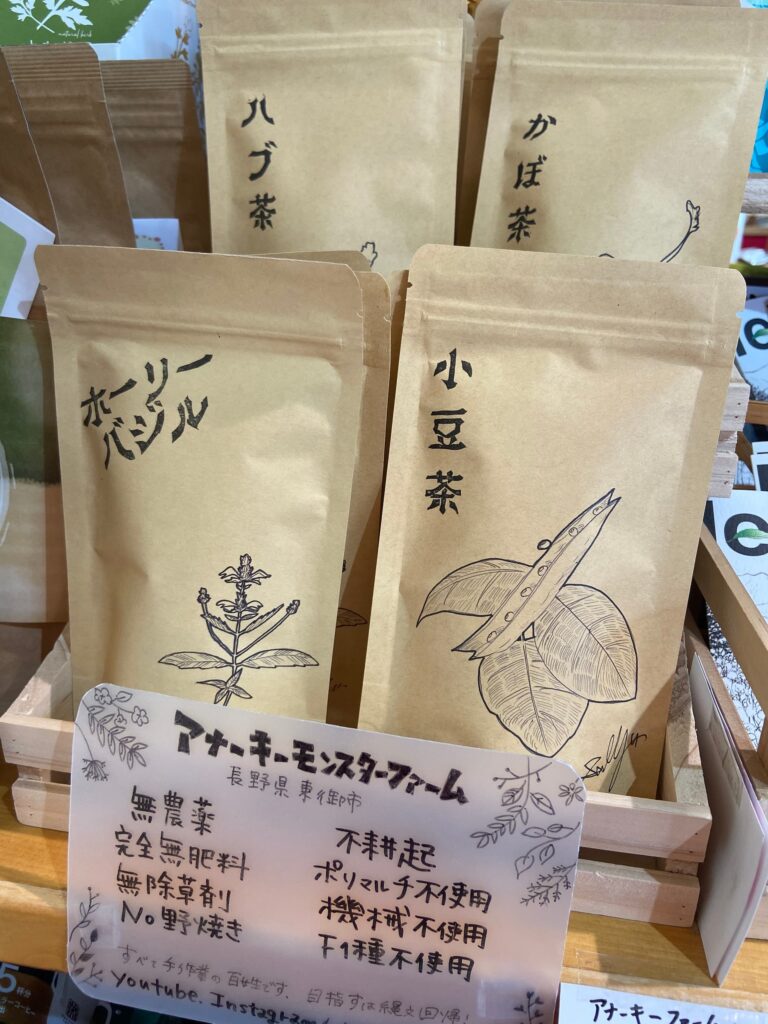 natural herb
ハブ茶
かぼ茶
ホーリー
バジル
小豆茶
アナーキーモンスターファーム
長野県東御市
無農薬
完全無肥料
無除草剤
No野焼き
不耕起
ポリマルチ不使用
機械不使用
F1種不使用
すべて手作業の百姓です。目指すは縄文回帰!
Youtube. Instagram
アナーキーファーム